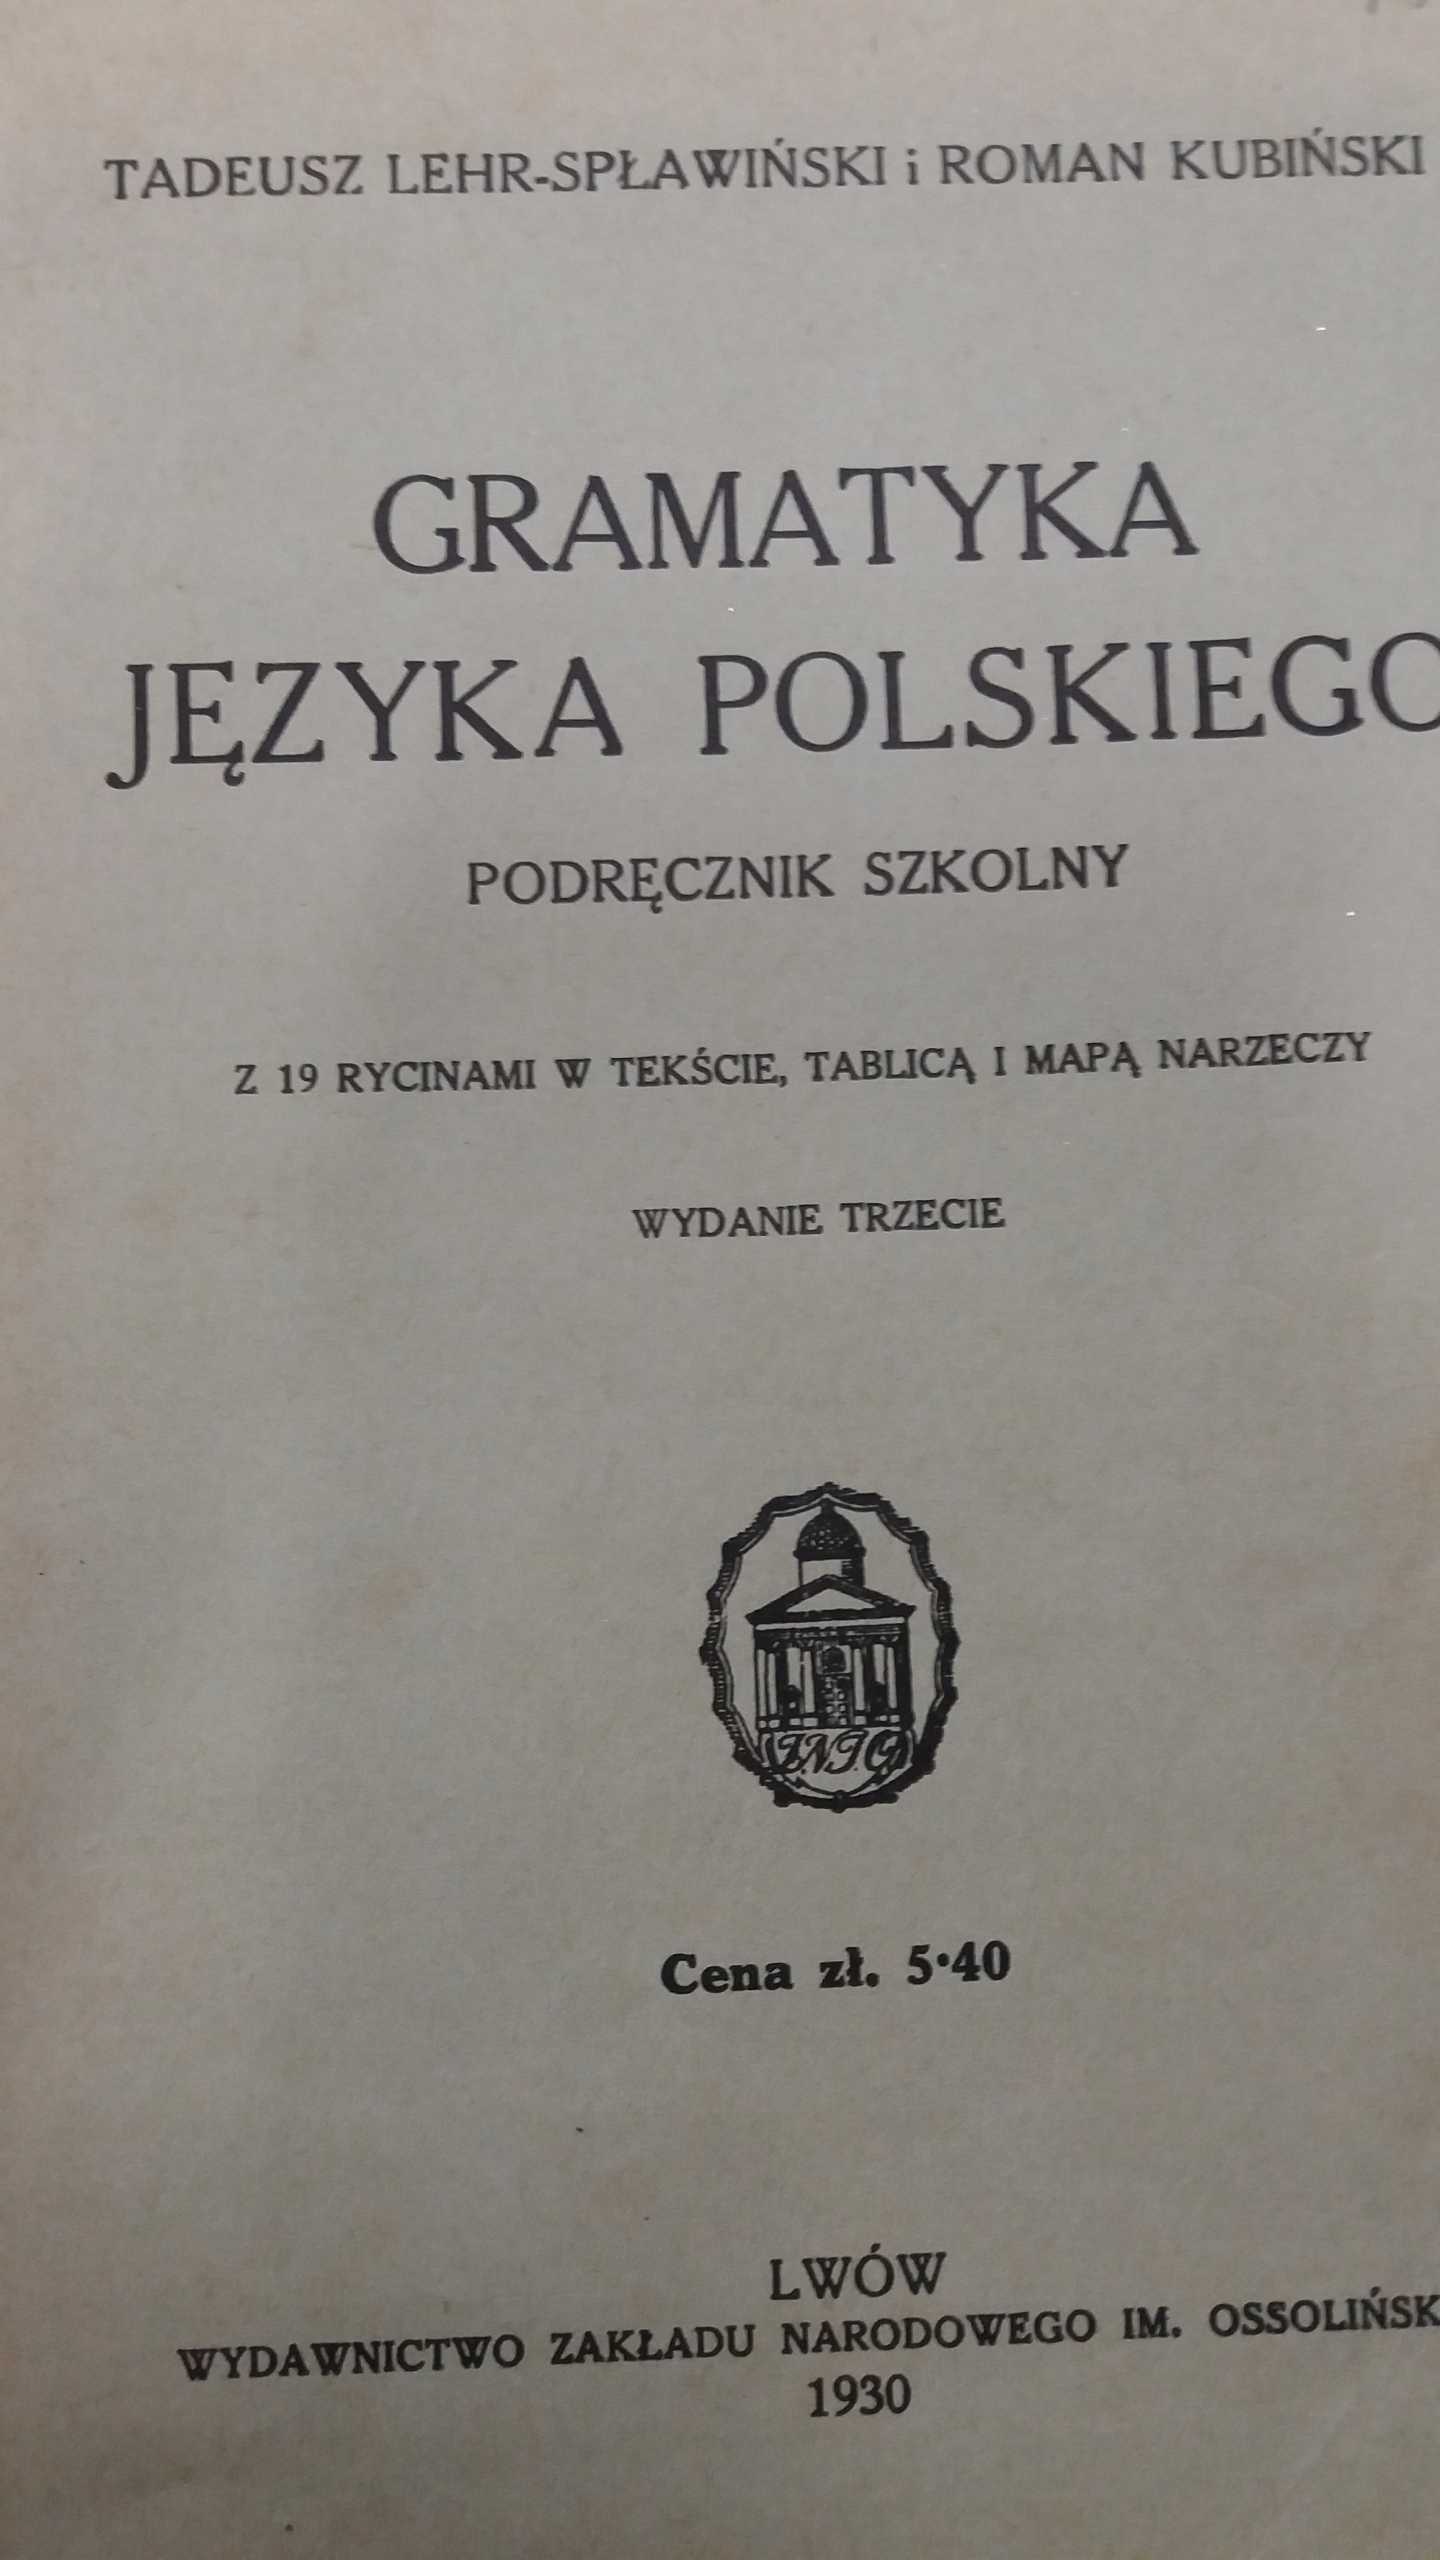 TADEUSZ LEHR-SPŁAWIŃSKI i ROMAN KUBIŃSKI
GRAMATYKA
JĘZYKA POLSKIEGO
PODRĘCZNIK SZKOLNY
Z 19 RYCINAMI W TEKŚCIE, TABLICĄ I MAPĄ NARZECZY
WYDANIE TRZECIE
Z.N.I.O.
Cena zł. 5·40
LWÓW
WYDAWNICTWO ZAKŁADU NARODOWEGO IM. OSSOLIŃSK
1930